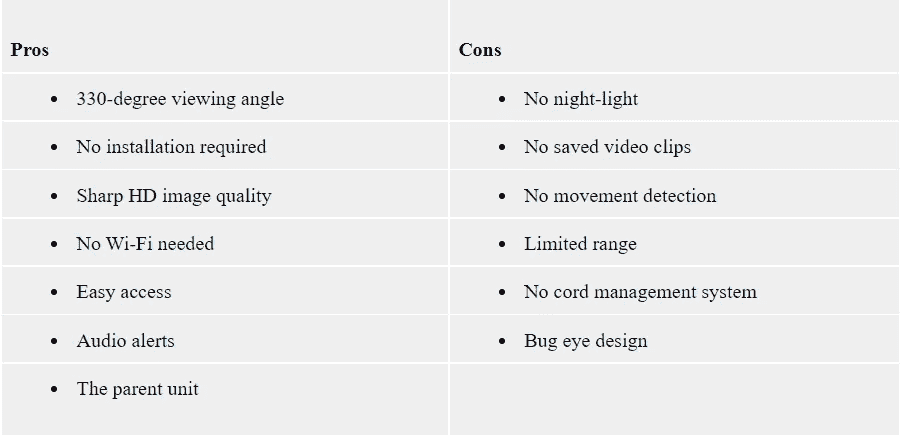 Pros Cons
• 330-degree viewing angle • No night-light
• No installation required • No saved video clips
• Sharp HD image quality • No movement detection
• No Wi-Fi needed • Limited range
• Easy access • No cord management system
• Audio alerts • Bug eye design
• The parent unit